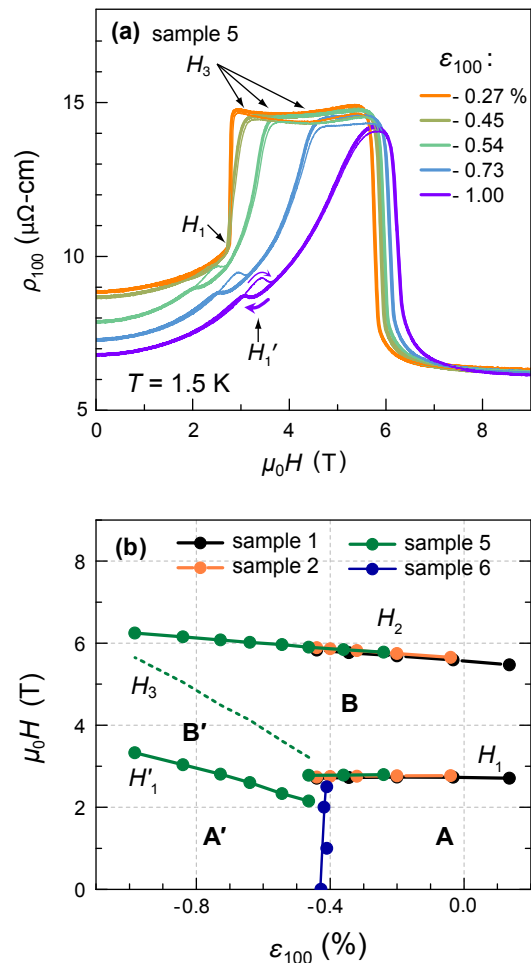 (a) sample 5
ε100 :
H3
- 0.27 %
- 0.45
- 0.54
- 0.73
- 1.00
H1
H1′
T = 1.5 K
15
10
5
ρ100 (μΩ-cm)
0 2 4 6 8
μ0H (T)
(b)
sample 1
sample 2
sample 5
sample 6
H2
B
H3
B′
H1
H′1
A′
A
8
6
4
2
0
μ0H (T)
-0.8 -0.4 0.0
ε100 (%)